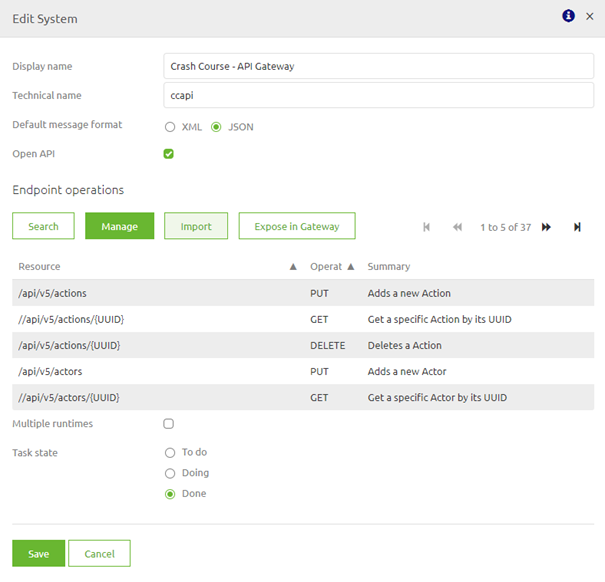 Edit System
Display name Crash Course - API Gateway
Technical name ccapi
Default message format XML JSON
Open API
Endpoint operations
Search Manage Import Expose in Gateway 1 to 5 of 37
Resource Operat Summary
/api/v5/actions PUT Adds a new Action
//api/v5/actions/{UUID} GET Get a specific Action by its UUID
/api/v5/actions/{UUID} DELETE Deletes a Action
/api/v5/actors PUT Adds a new Actor
//api/v5/actors/{UUID} GET Get a specific Actor by its UUID
Multiple runtimes
Task state To do
Doing
Done
Save Cancel